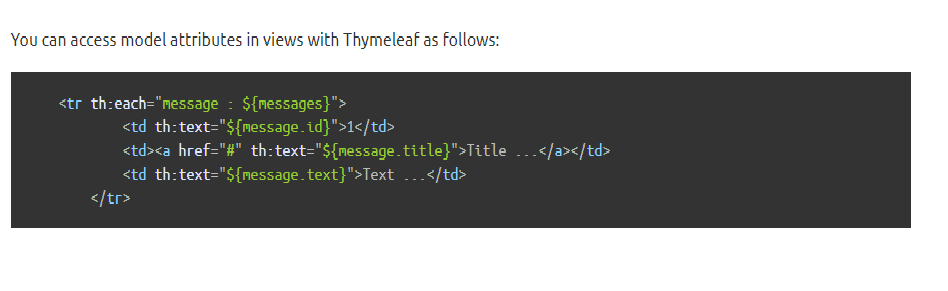 You can access model attributes in views with Thymeleaf as follows:
<tr th:each="message : ${messages}">
<td th:text="${message.id}">1</td>
<td><a href="#" th:text="${message.title}">Title ...</a></td>
<td th:text="${message.text}">Text ...</td>
</tr>